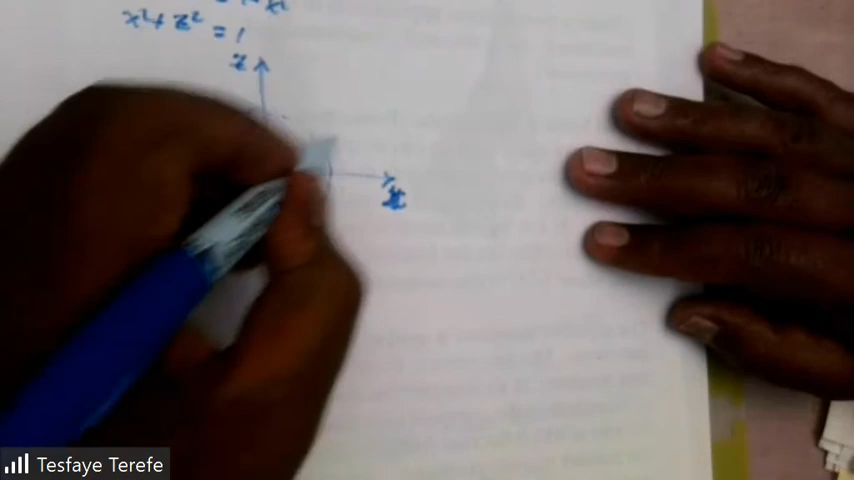 x² + z² = 1
z
x
Tesfaye Terefe